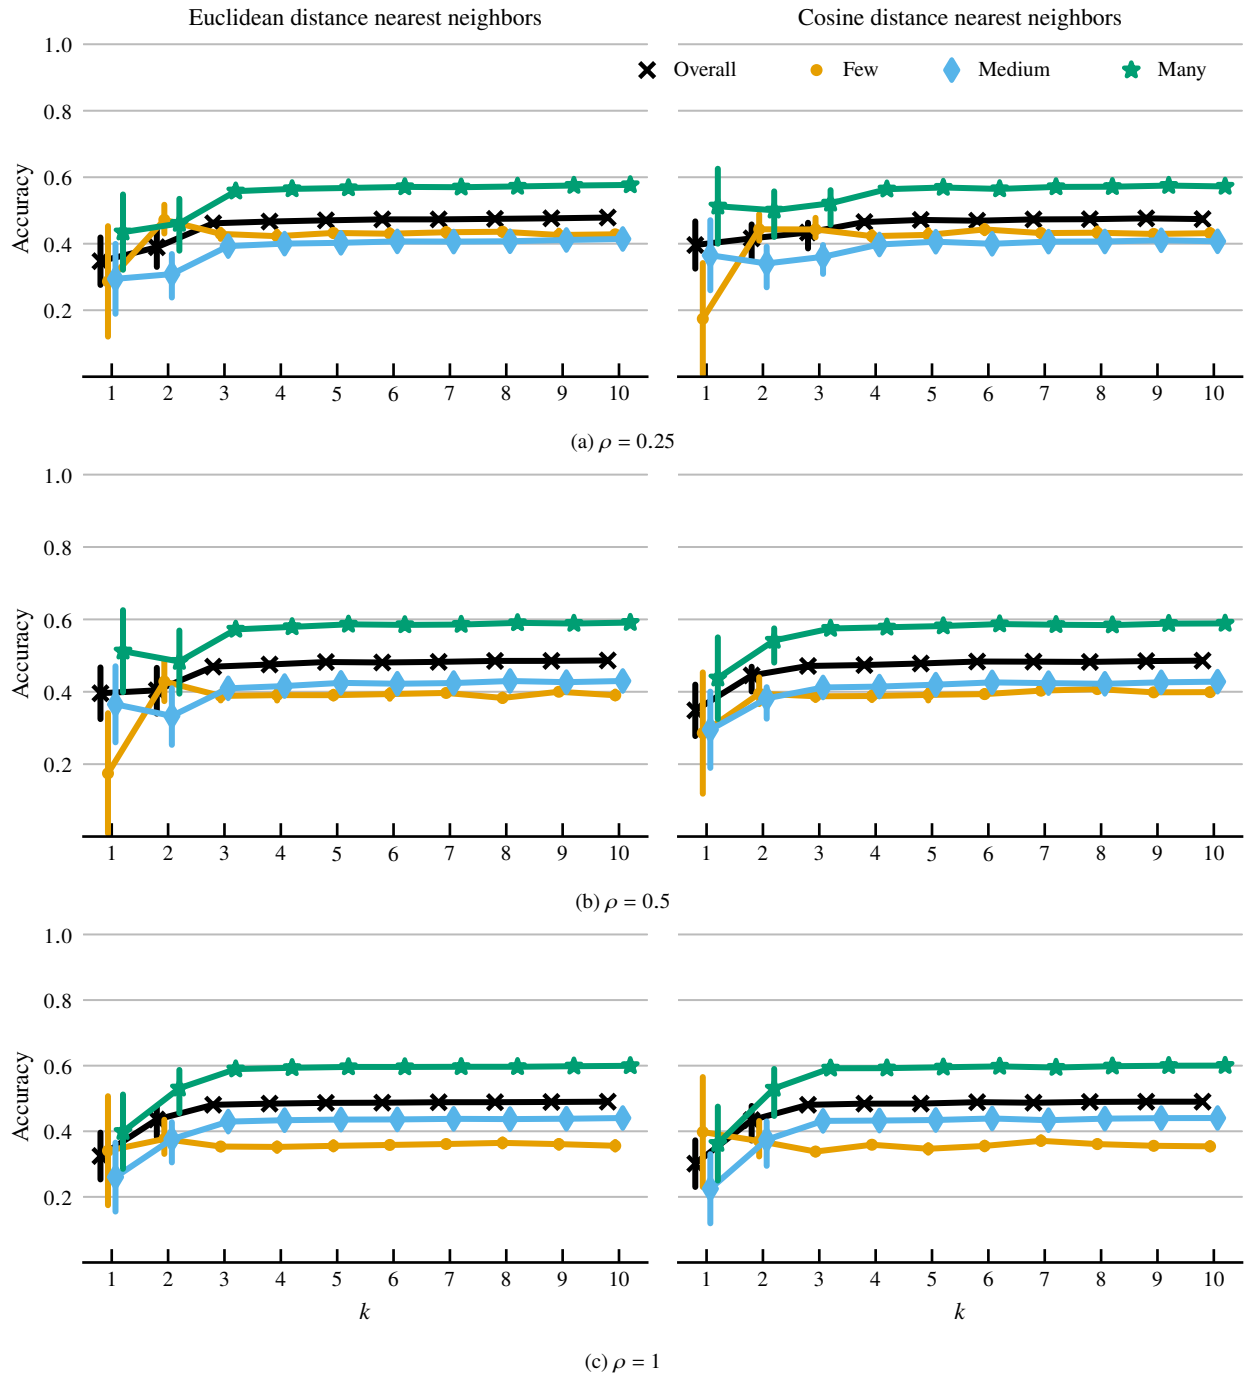 Euclidean distance nearest neighbors
Cosine distance nearest neighbors
Overall Few Medium Many
Accuracy
1.0
0.8
0.6
0.4
0.2
1 2 3 4 5 6 7 8 9 10
1 2 3 4 5 6 7 8 9 10
(a) ρ = 0.25
Accuracy
1.0
0.8
0.6
0.4
0.2
1 2 3 4 5 6 7 8 9 10
1 2 3 4 5 6 7 8 9 10
(b) ρ = 0.5
Accuracy
1.0
0.8
0.6
0.4
0.2
1 2 3 4 5 6 7 8 9 10
1 2 3 4 5 6 7 8 9 10
k
k
(c) ρ = 1